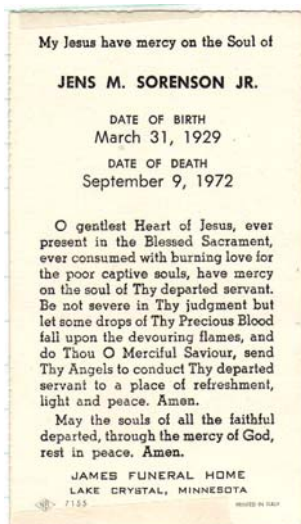 My Jesus have mercy on the Soul of
JENS M. SORENSON JR.
DATE OF BIRTH
March 31, 1929
DATE OF DEATH
September 9, 1972
O gentlest Heart of Jesus, ever
present in the Blessed Sacrament,
ever consumed with burning love for
the poor captive souls, have mercy
on the soul of Thy departed servant.
Be not severe in Thy judgment but
let some drops of Thy Precious Blood
fall upon the devouring flames, and
do Thou O Merciful Saviour, send
Thy Angels to conduct Thy departed
servant to a place of refreshment,
light and peace. Amen.
May the souls of all the faithful
departed, through the mercy of God,
rest in peace. Amen.
JAMES FUNERAL HOME
LAKE CRYSTAL, MINNESOTA
7155 PRINTED IN ITALY